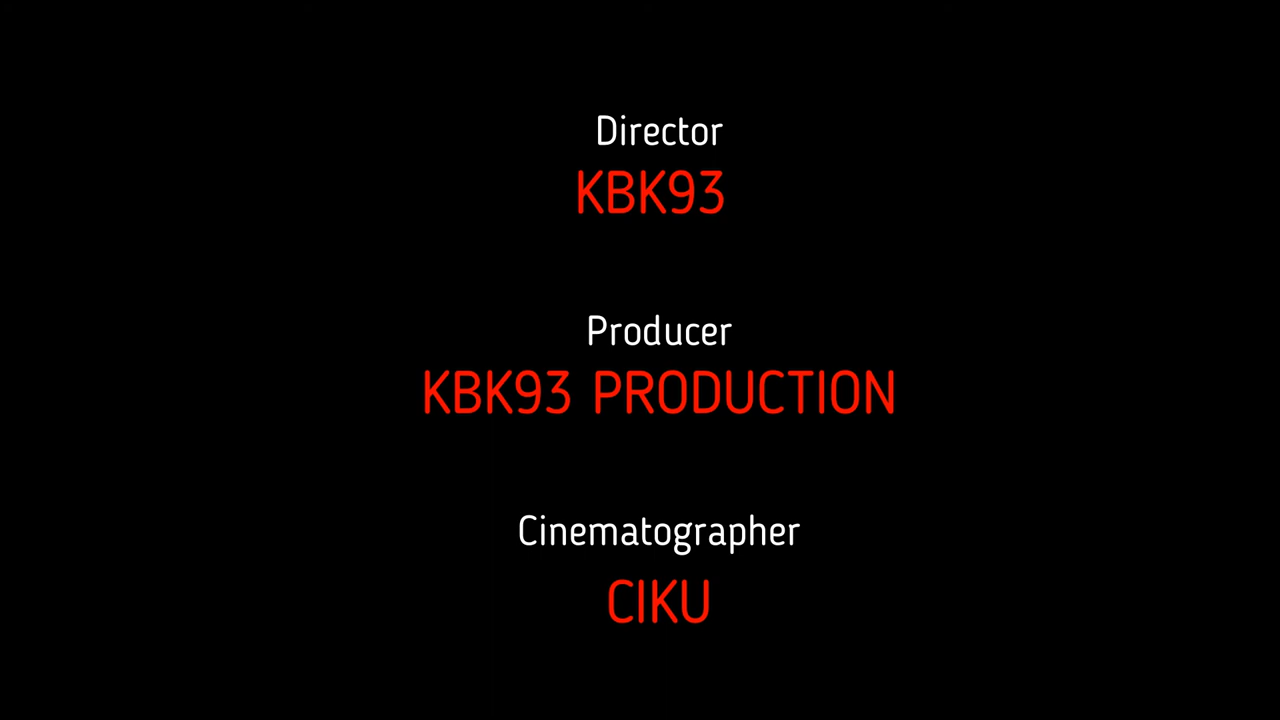 Director
KBK93
Producer
KBK93 PRODUCTION
Cinematographer
CIKU